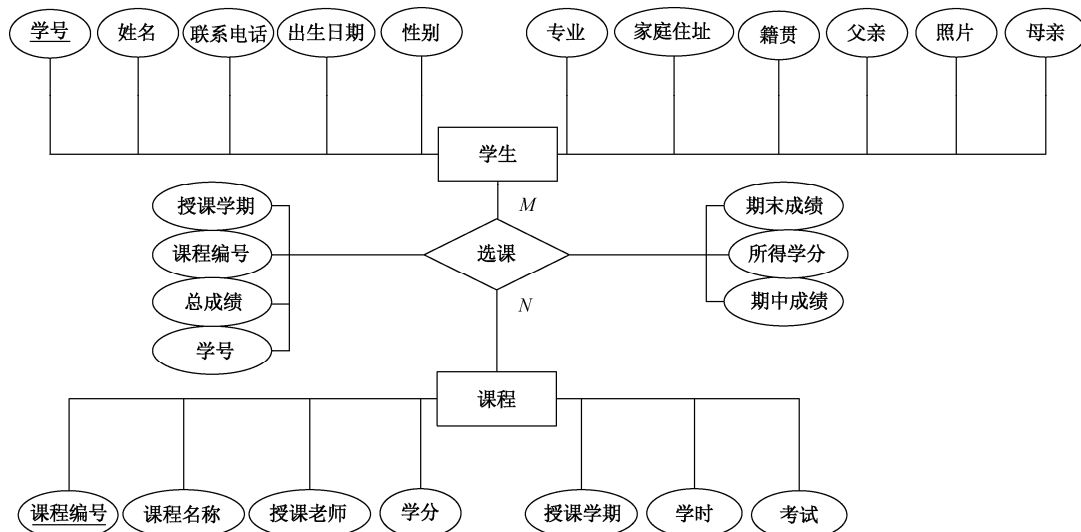 学号 姓名 联系电话 出生日期 性别 专业 家庭住址 籍贯 父亲 照片 母亲
学生
M
授课学期 期末成绩
课程编号 选课 所得学分
总成绩 N 期中成绩
学号
课程
课程编号 课程名称 授课老师 学分 授课学期 学时 考试